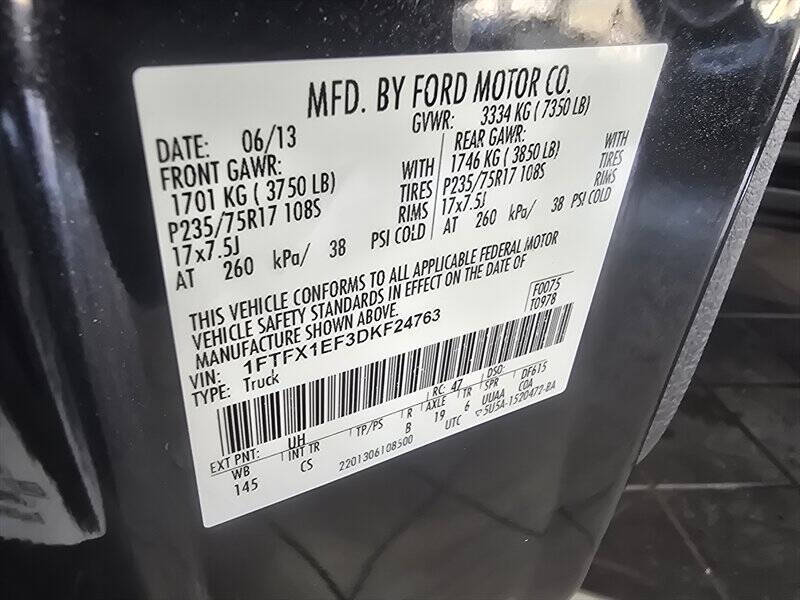 MFD. BY FORD MOTOR CO.
DATE: 06/13 GVWR: 3334 KG ( 7350 LB)
FRONT GAWR: REAR GAWR:
1701 KG ( 3750 LB) WITH 1746 KG ( 3850 LB) WITH
P235/75R17 108S TIRES P235/75R17 108S TIRES
17x7.5J RIMS 17x7.5J RIMS
AT 260 kPa/ 38 PSI COLD AT 260 kPa/ 38 PSI COLD
THIS VEHICLE CONFORMS TO ALL APPLICABLE FEDERAL MOTOR
VEHICLE SAFETY STANDARDS IN EFFECT ON THE DATE OF
MANUFACTURE SHOWN ABOVE.
F0075
T0978
VIN: 1FTFX1EF3DKF24763
TYPE: Truck
EXT PNT: UH RC: 47 DSO: DF615
WB INT TR TP/PS R AXLE TR SPR COA
145 CS B 19 6 UUAA
2201306108500 UTC 5U5A-1520472-BA